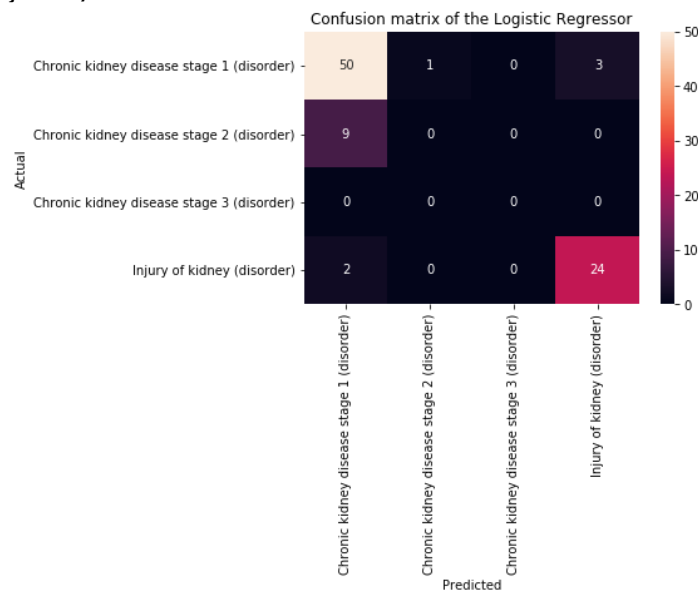 Confusion matrix of the Logistic Regressor
Chronic kidney disease stage 1 (disorder)
50 1 0 3
Chronic kidney disease stage 2 (disorder)
9 0 0 0
Chronic kidney disease stage 3 (disorder)
0 0 0 0
Injury of kidney (disorder)
2 0 0 24
Actual
50
40
30
20
10
0
Chronic kidney disease stage 1 (disorder)
Chronic kidney disease stage 2 (disorder)
Chronic kidney disease stage 3 (disorder)
Injury of kidney (disorder)
Predicted